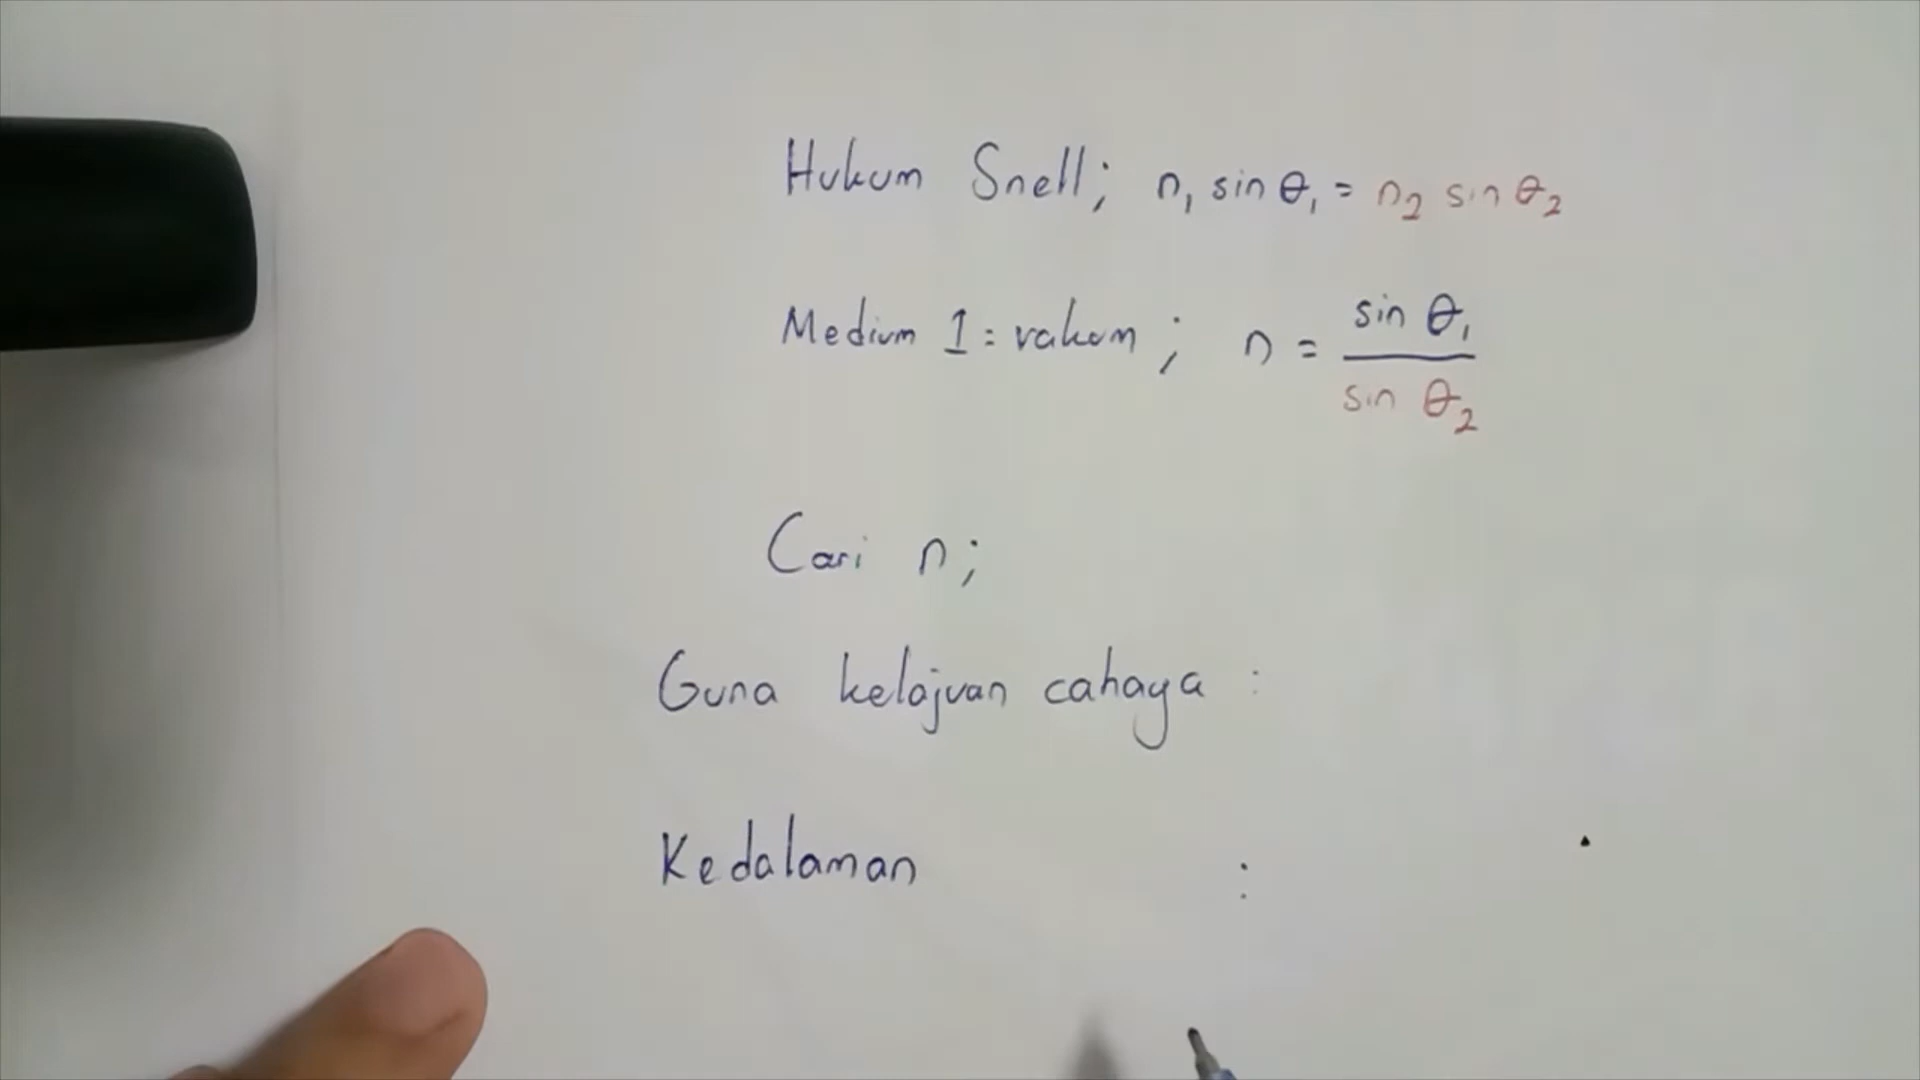 Hukum Snell; n₁ sin θ₁ = n₂ sin θ₂
Medium 1 = vakum; n = sin θ₁ / sin θ₂
Cari n;
Guna kelajuan cahaya :
Kedalaman :